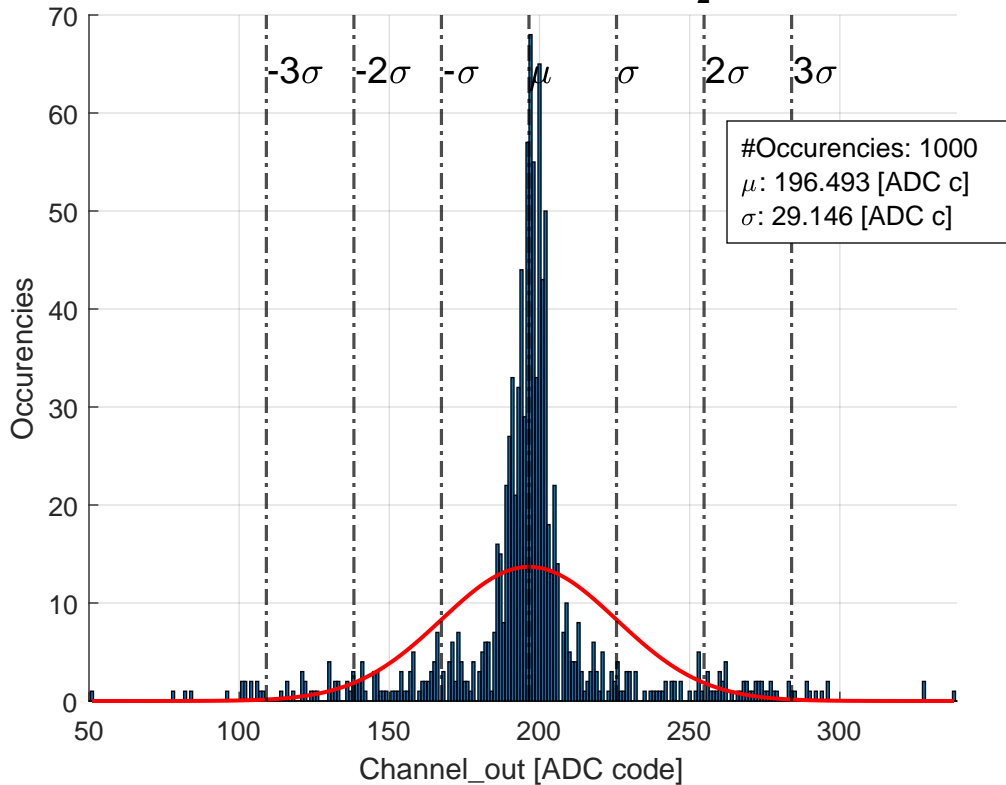 70
60
50
40
30
20
10
0
-3σ -2σ -σ μ σ 2σ 3σ
#Occurencies: 1000
μ: 196.493 [ADC c]
σ: 29.146 [ADC c]
Occurencies
50 100 150 200 250 300
Channel_out [ADC code]